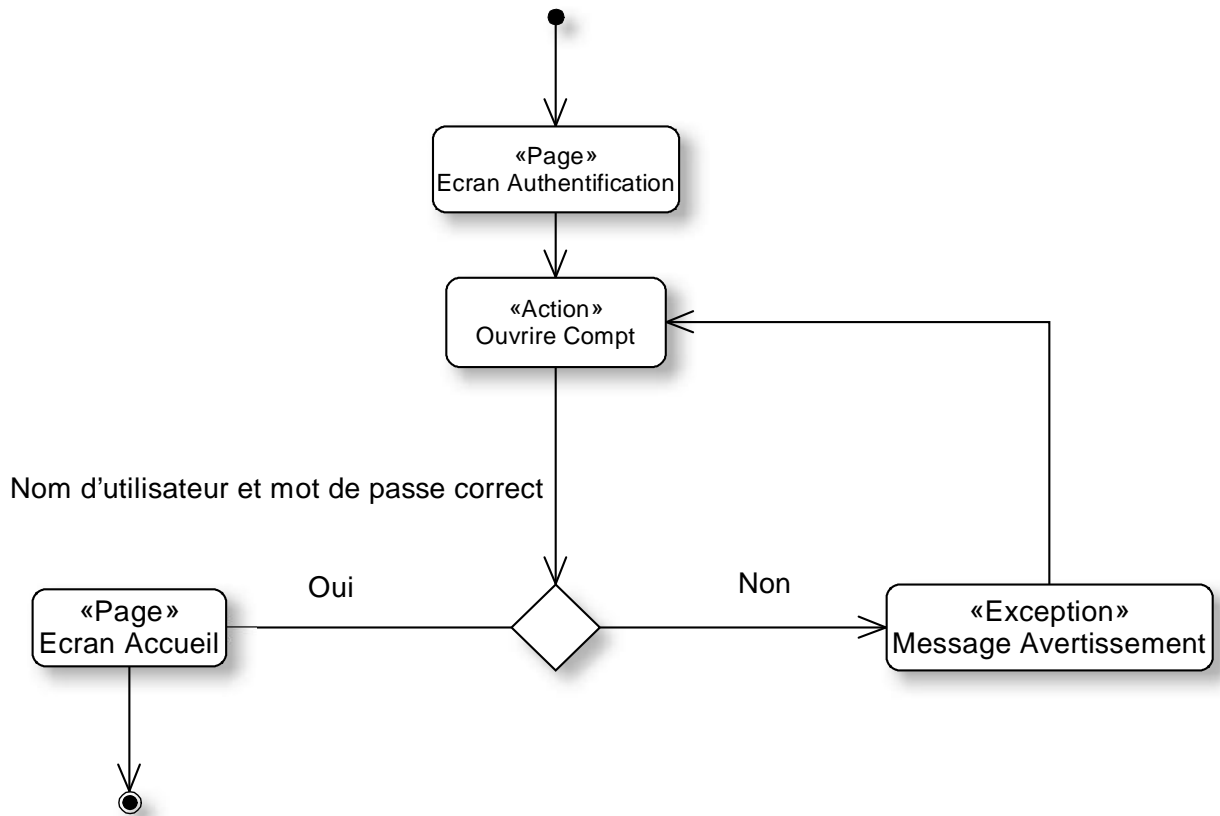 «Page»
Ecran Authentification
«Action»
Ouvrire Compt
Nom d'utilisateur et mot de passe correct
Oui
Non
«Page»
Ecran Accueil
«Exception»
Message Avertissement